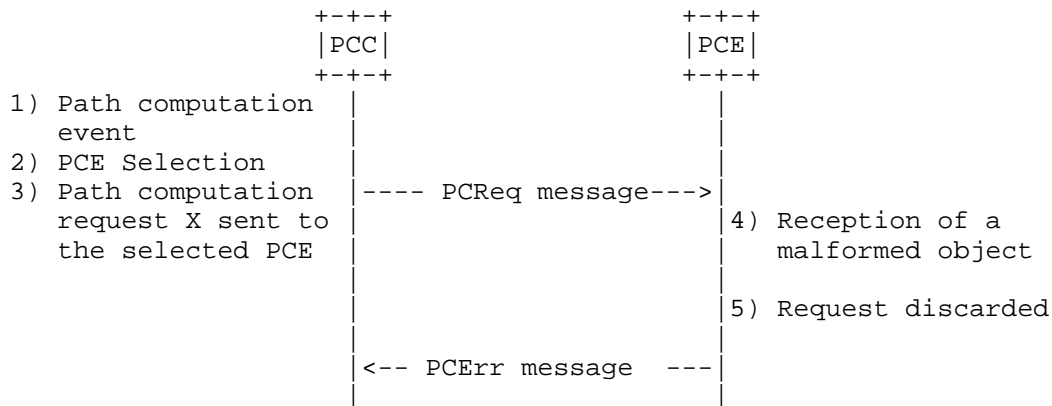 +-+-+ +-+-+
|PCC| |PCE|
+-+-+ +-+-+
1) Path computation | |
event | |
2) PCE Selection | |
3) Path computation |---- PCReq message--->|
request X sent to | |4) Reception of a
the selected PCE | | malformed object
| |
| |5) Request discarded
| |
|<-- PCErr message ---|
| |